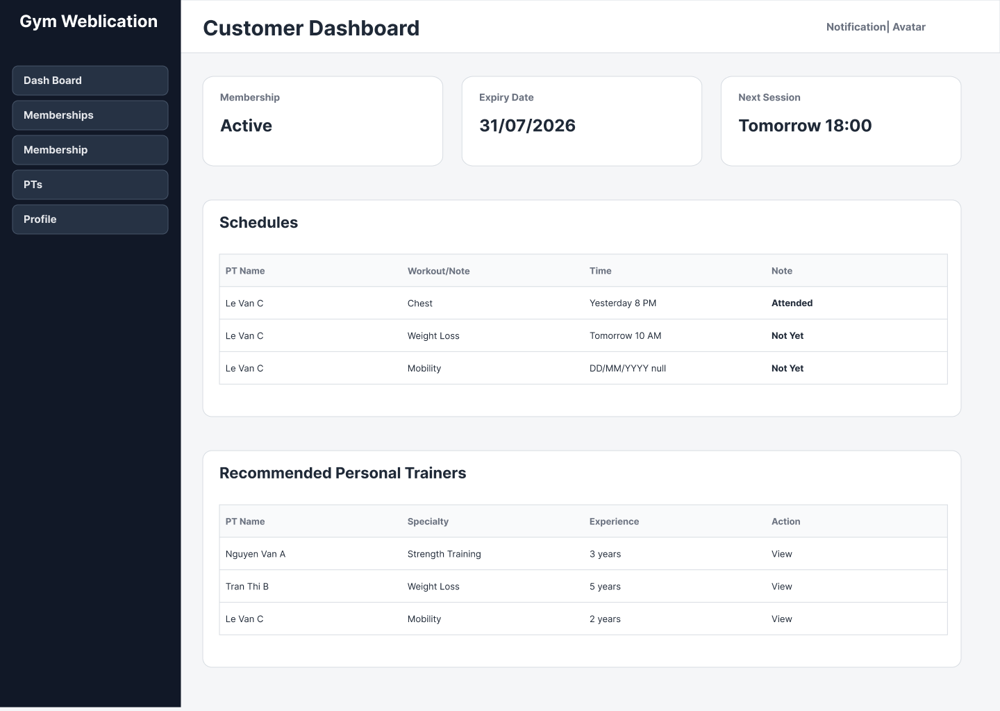 Gym Weblication
Dash Board
Memberships
Membership
PTs
Profile
Customer Dashboard
Notification| Avatar
Membership
Active
Expiry Date
31/07/2026
Next Session
Tomorrow 18:00
Schedules
PT Name Workout/Note Time Note
Le Van C Chest Yesterday 8 PM Attended
Le Van C Weight Loss Tomorrow 10 AM Not Yet
Le Van C Mobility DD/MM/YYYY null Not Yet
Recommended Personal Trainers
PT Name Specialty Experience Action
Nguyen Van A Strength Training 3 years View
Tran Thi B Weight Loss 5 years View
Le Van C Mobility 2 years View